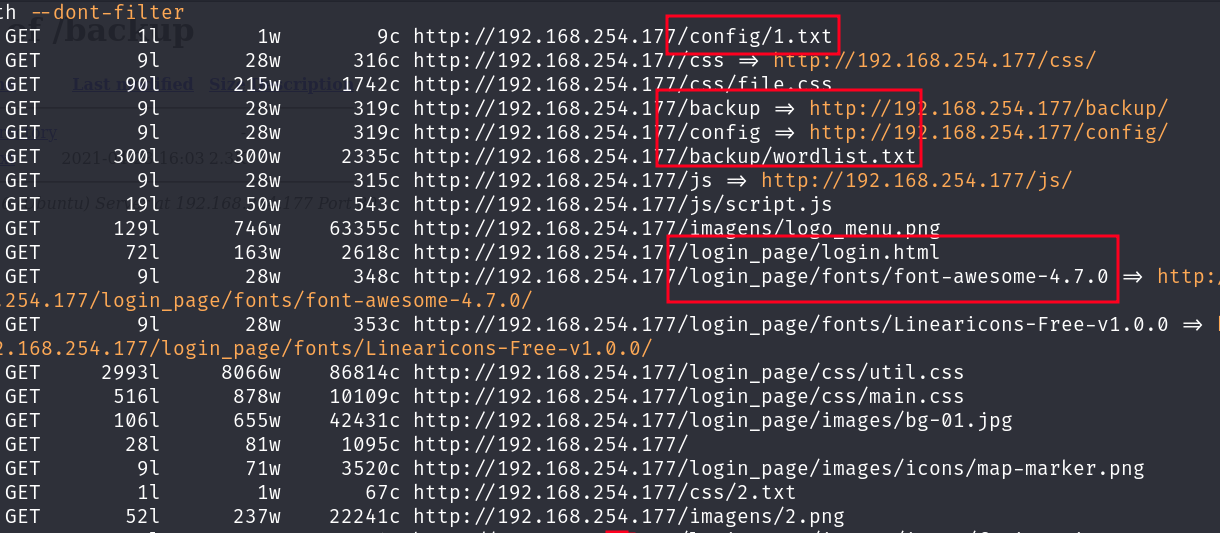 th --dont-filter
of /backup
GET 1l 1w 9c http://192.168.254.177/config/1.txt
GET 9l 28w 316c http://192.168.254.177/css => http://192.168.254.177/css/
Last modified Size Description
GET 90l 215w 1742c http://192.168.254.177/css/file.css
GET 9l 28w 319c http://192.168.254.177/backup => http://192.168.254.177/backup/
GET 9l 28w 319c http://192.168.254.177/config => http://192.168.254.177/config/
GET 300l 300w 2335c http://192.168.254.177/backup/wordlist.txt
GET 9l 28w 315c http://192.168.254.177/js => http://192.168.254.177/js/
GET 19l 50w 543c http://192.168.254.177/js/script.js
GET 129l 746w 63355c http://192.168.254.177/imagens/logo_menu.png
GET 72l 163w 2618c http://192.168.254.177/login_page/login.html
GET 9l 28w 348c http://192.168.254.177/login_page/fonts/font-awesome-4.7.0 => http:/
.254.177/login_page/fonts/font-awesome-4.7.0/
GET 9l 28w 353c http://192.168.254.177/login_page/fonts/Linearicons-Free-v1.0.0 =>
2.168.254.177/login_page/fonts/Linearicons-Free-v1.0.0/
GET 2993l 8066w 86814c http://192.168.254.177/login_page/css/util.css
GET 516l 878w 10109c http://192.168.254.177/login_page/css/main.css
GET 106l 655w 42431c http://192.168.254.177/login_page/images/bg-01.jpg
GET 28l 81w 1095c http://192.168.254.177/
GET 9l 71w 3520c http://192.168.254.177/login_page/images/icons/map-marker.png
GET 1l 1w 67c http://192.168.254.177/css/2.txt
GET 52l 237w 22241c http://192.168.254.177/imagens/2.png